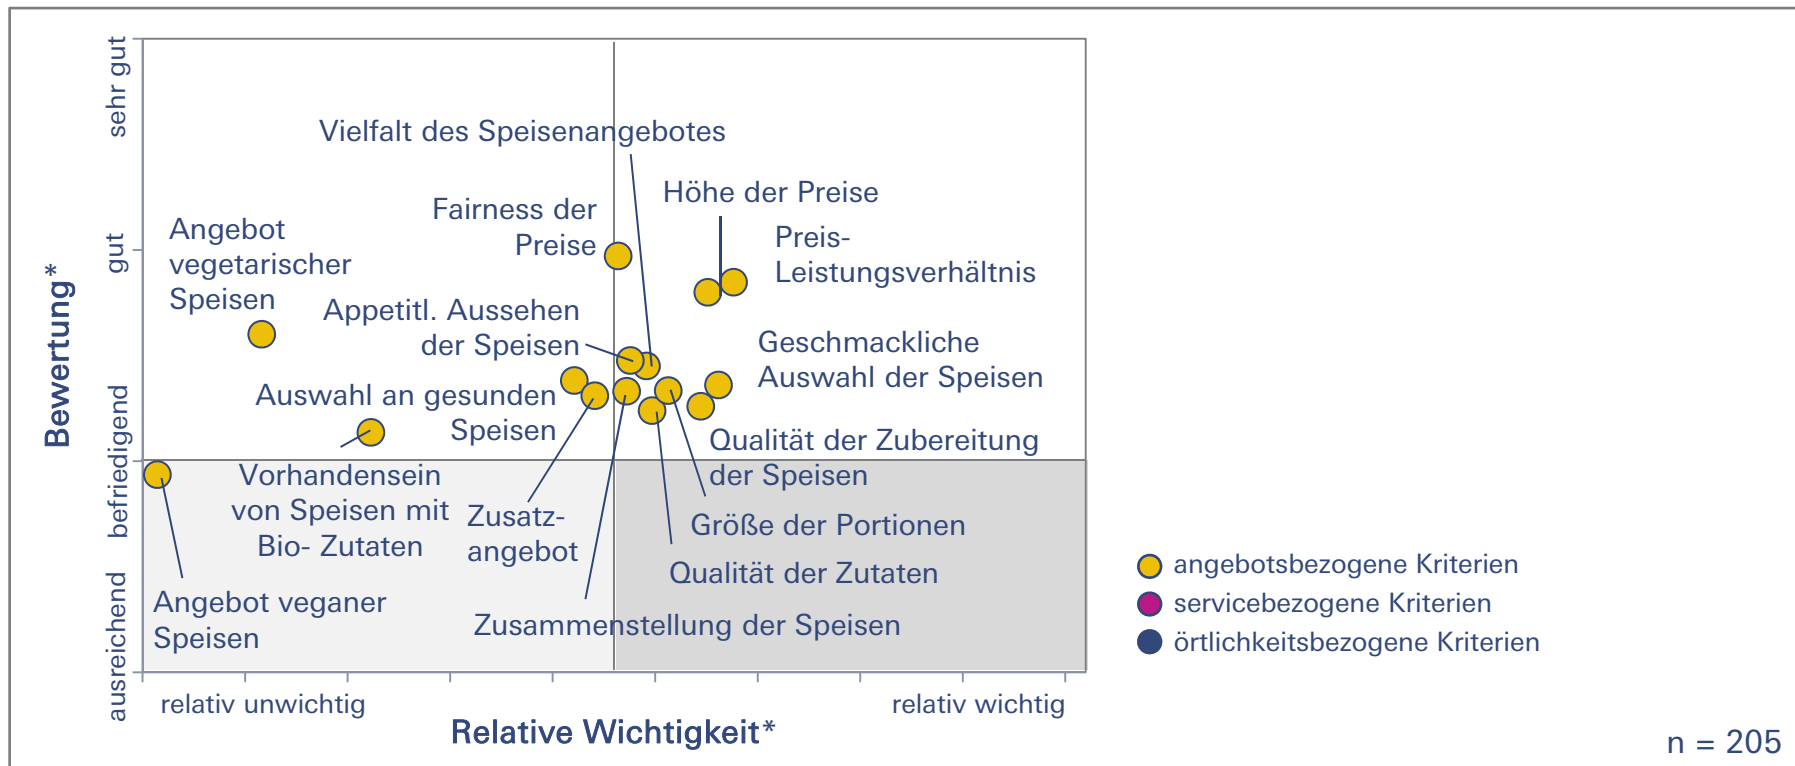 sehr gut
gut
befriedigend
ausreichend
Bewertung*
Vielfalt des Speisenangebotes
Höhe der Preise
Fairness der
Preise
Preis-
Leistungsverhältnis
Angebot
vegetarischer
Speisen
Appetitl. Aussehen
der Speisen
Geschmackliche
Auswahl der Speisen
Auswahl an gesunden
Speisen
Qualität der Zubereitung
der Speisen
Vorhandensein
von Speisen mit
Bio- Zutaten
Zusatz-
angebot
Größe der Portionen
Qualität der Zutaten
Angebot veganer
Speisen
Zusammenstellung der Speisen
relativ unwichtig
relativ wichtig
Relative Wichtigkeit*
angebotsbezogene Kriterien
servicebezogene Kriterien
örtlichkeitsbezogene Kriterien
n = 205